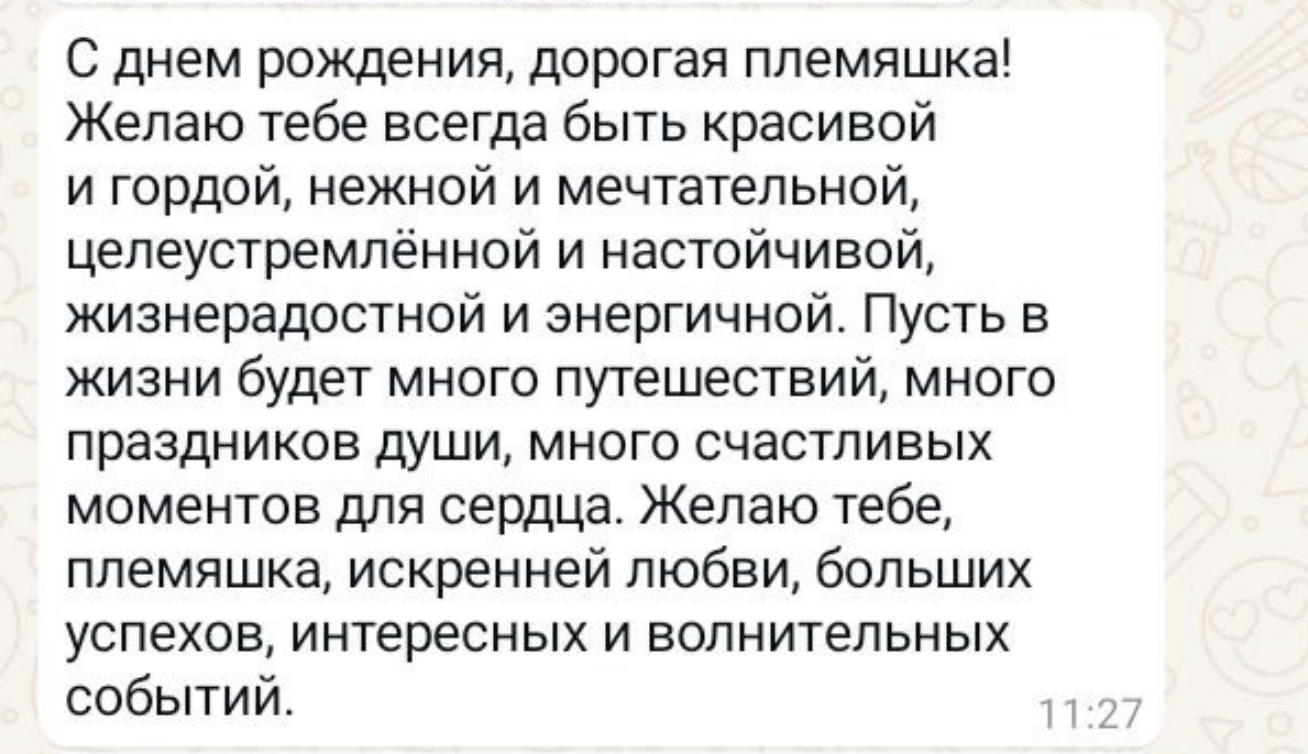 С днем рождения, дорогая племяшка!
Желаю тебе всегда быть красивой
и гордой, нежной и мечтательной,
целеустремлённой и настойчивой,
жизнерадостной и энергичной. Пусть в
жизни будет много путешествий, много
праздников души, много счастливых
моментов для сердца. Желаю тебе,
племяшка, искренней любви, больших
успехов, интересных и волнительных
событий.
11:27